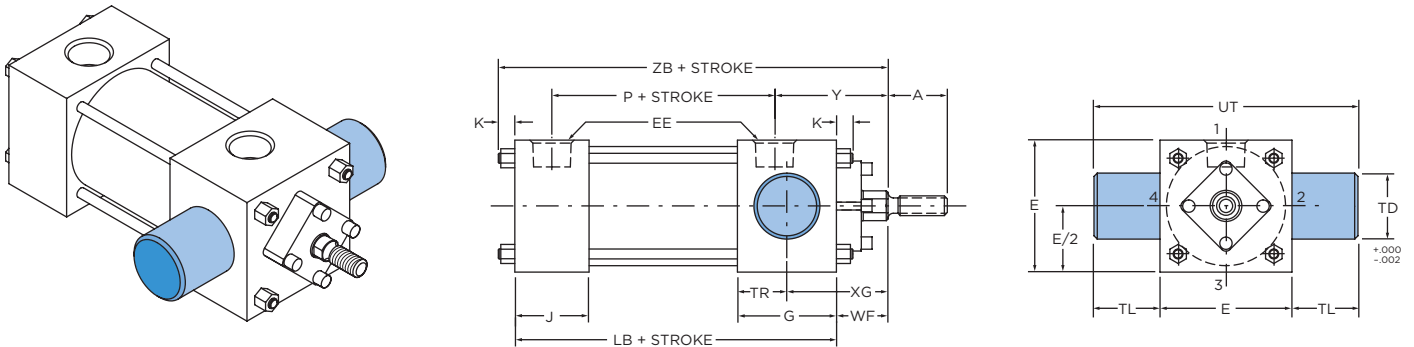 ZB + STROKE
P + STROKE
Y
A
K
EE
K
UT
1
E
4
2
TD
E/2
+.000
-.002
3
TR
XG
J
G
WF
TL
E
TL
LB + STROKE